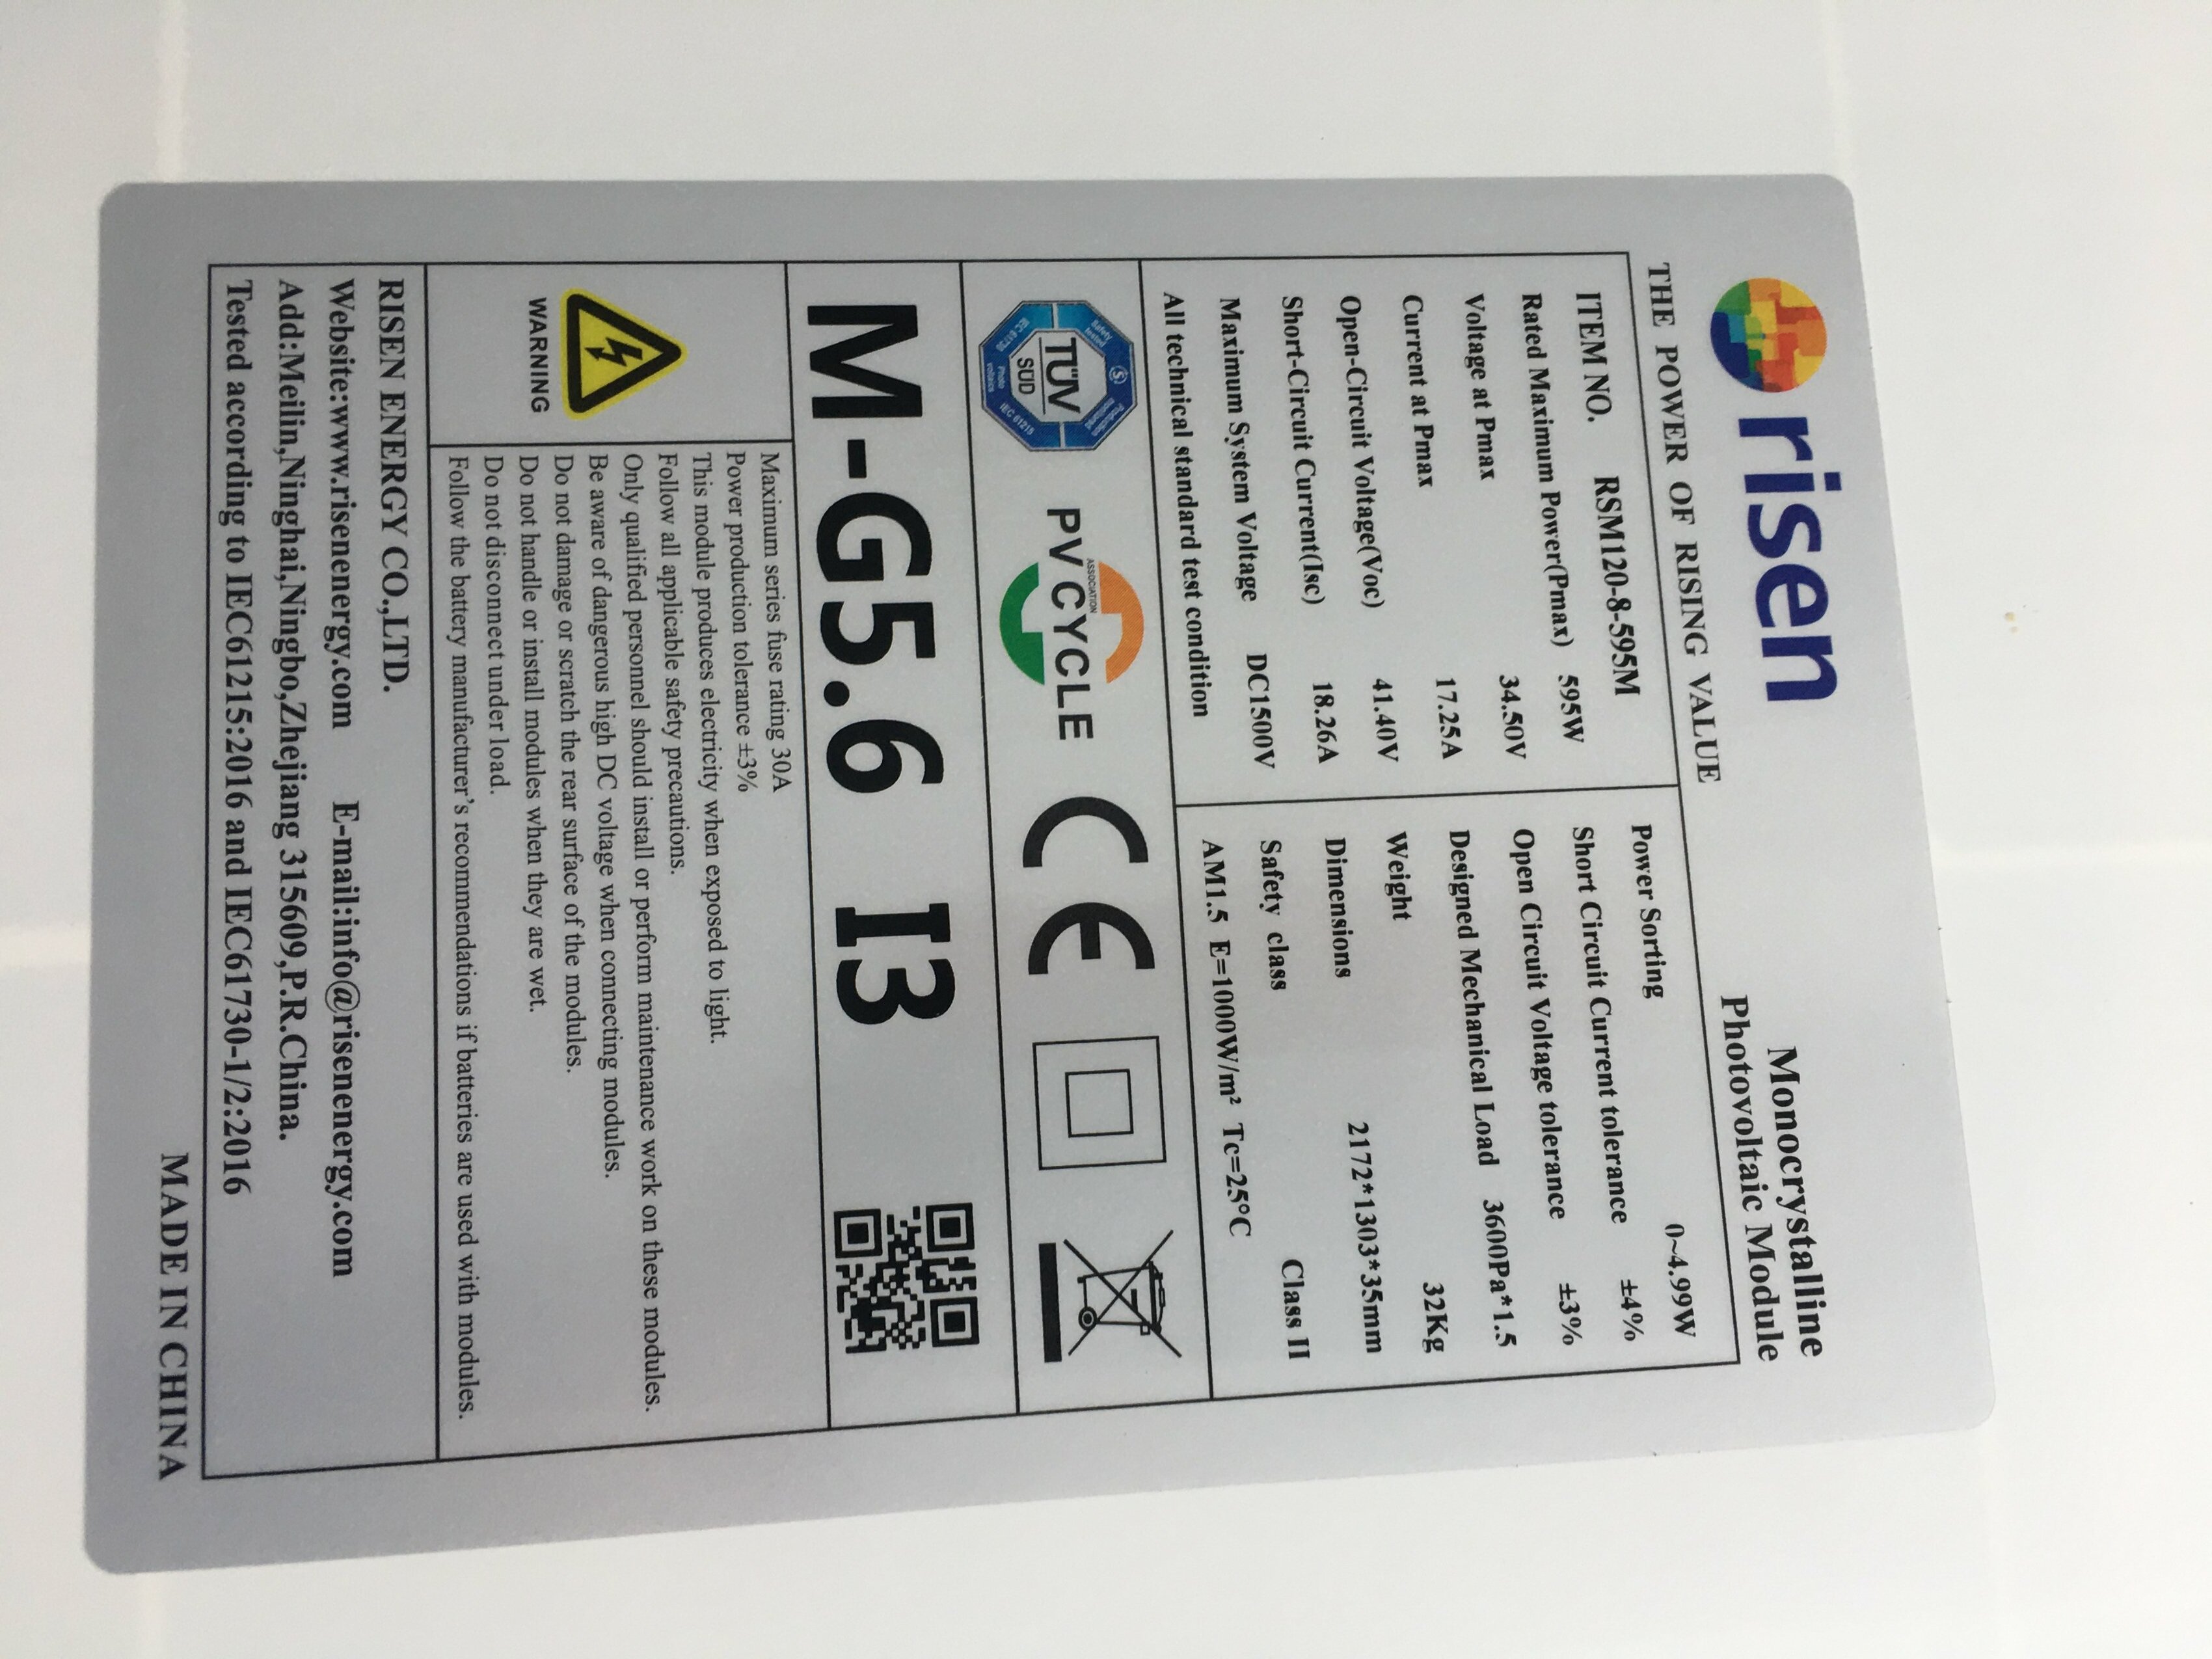 risen
THE POWER OF RISING VALUE
Monocrystalline
Photovoltaic Module
ITEM NO. RSM120-8-595M
Rated Maximum Power(Pmax) 595W
Voltage at Pmax 34.50V
Current at Pmax 17.25A
Open-Circuit Voltage(Voc) 41.40V
Short-Circuit Current(Isc) 18.26A
Maximum System Voltage DC1500V
All technical standard test condition
Power Sorting 0~4.99W
Short Circuit Current tolerance ±4%
Open Circuit Voltage tolerance ±3%
Designed Mechanical Load 3600Pa*1.5
Weight 32Kg
Dimensions 2172*1303*35mm
Safety class Class II
AM1.5 E=1000W/m² Tc=25°C
Safety tested
Production monitored
TÜV
SÜD
IEC 61730
Photo voltaics
IEC 61215
ASSOCIATION
PV CYCLE
CE
M-G5.6 I3
WARNING
Maximum series fuse rating 30A
Power production tolerance ±3%
This module produces electricity when exposed to light.
Follow all applicable safety precautions.
Only qualified personnel should install or perform maintenance work on these modules.
Be aware of dangerous high DC voltage when connecting modules.
Do not damage or scratch the rear surface of the modules.
Do not handle or install modules when they are wet.
Do not disconnect under load.
Follow the battery manufacturer's recommendations if batteries are used with modules.
RISEN ENERGY CO.,LTD.
Website:www.risenenergy.com E-mail:info@risenenergy.com
Add:Meilin,Ninghai,Ningbo,Zhejiang 315609,P.R.China.
Tested according to IEC61215:2016 and IEC61730-1/2:2016
MADE IN CHINA